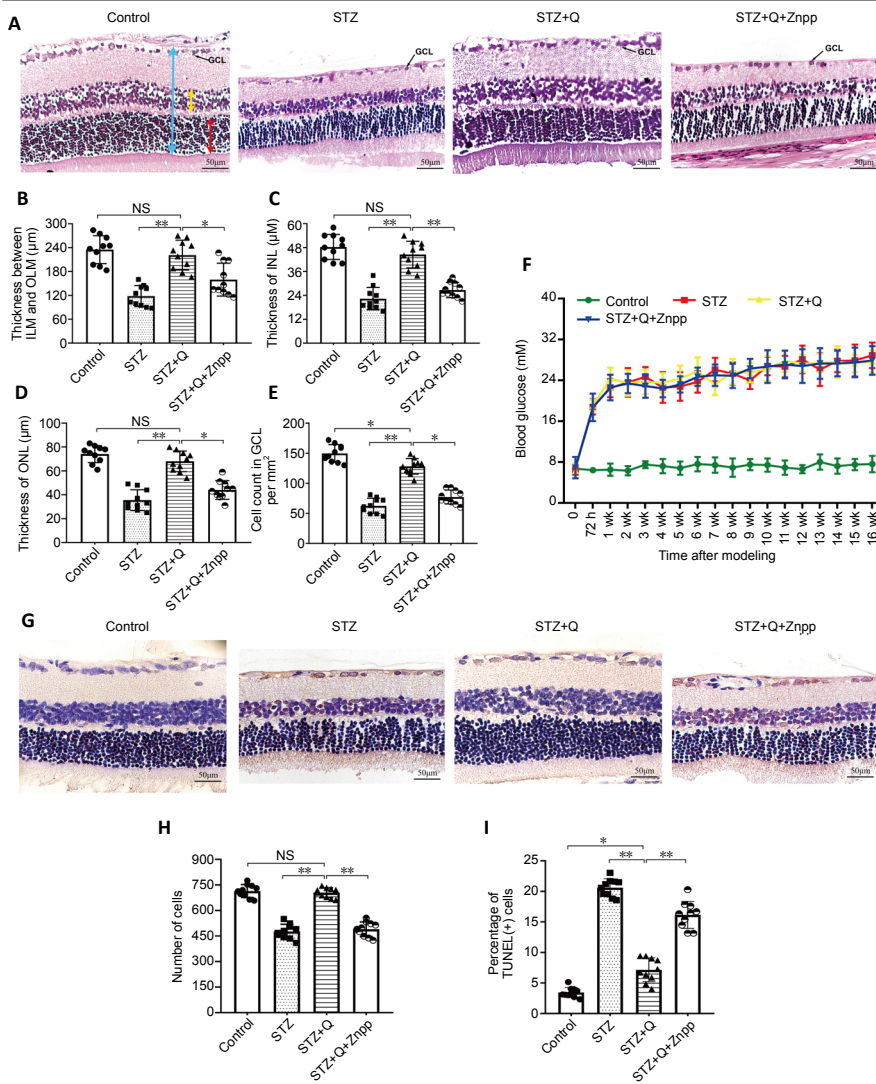 A
Control
STZ
STZ+Q
STZ+Q+Znpp
GCL
GCL
GCL
GCL
50μm
50μm
50μm
50μm
B
Thickness between
ILM and OLM (μm)
300
240
180
120
60
0
NS
**
*
Control
STZ
STZ+Q
STZ+Q+Znpp
C
Thickness of INL (μM)
60
48
36
24
12
0
NS
**
**
Control
STZ
STZ+Q
STZ+Q+Znpp
D
Thickness of ONL (μm)
100
80
60
40
20
0
NS
**
*
Control
STZ
STZ+Q
STZ+Q+Znpp
E
Cell count in GCL
per mm2
200
150
100
50
0
*
**
*
Control
STZ
STZ+Q
STZ+Q+Znpp
F
Control
STZ
STZ+Q
STZ+Q+Znpp
Blood glucose (mM)
40
32
24
16
8
0
0
72 h
1 wk
2 wk
3 wk
4 wk
5 wk
6 wk
7 wk
8 wk
9 wk
10 wk
11 wk
12 wk
13 wk
14 wk
15 wk
16 wk
Time after modeling
G
Control
STZ
STZ+Q
STZ+Q+Znpp
50μm
50μm
50μm
50μm
H
Number of cells
900
750
600
450
300
150
0
NS
**
**
Control
STZ
STZ+Q
STZ+Q+Znpp
I
Percentage of
TUNEL(+) cells
25
20
15
10
5
0
*
**
**
Control
STZ
STZ+Q
STZ+Q+Znpp